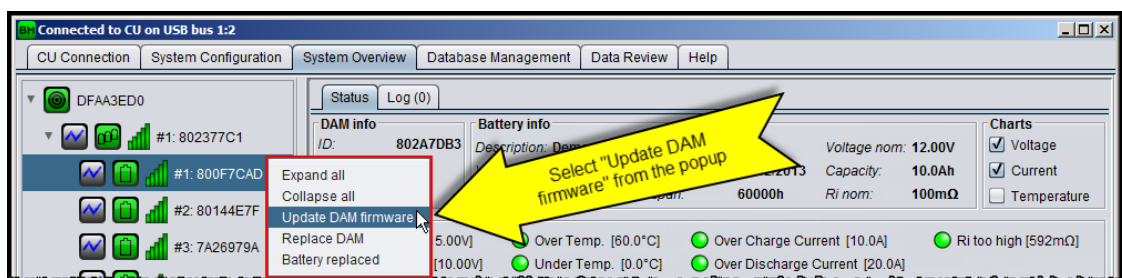 BM Connected to CU on USB bus 1:2
CU Connection System Configuration System Overview Database Management Data Review Help
DFAA3ED0
#1: 802377C1
#1: 800F7CAD
#2: 80144E7F
#3: 7A26979A
Expand all
Collapse all
Update DAM firmware
Replace DAM
Battery replaced
Status Log (0)
DAM info
ID: 802A7DB3
Battery info
Description: Dem
Voltage nom: 12.00V
2013 Capacity: 10.0Ah
60000h Ri nom: 100mΩ
Select "Update DAM
firmware" from the popup
Charts
Voltage
Current
Temperature
5.00V] Over Temp. [60.0°C] Over Charge Current [10.0A] Ri too high [592mΩ]
[10.00V] Under Temp. [0.0°C] Over Discharge Current [20.0A]